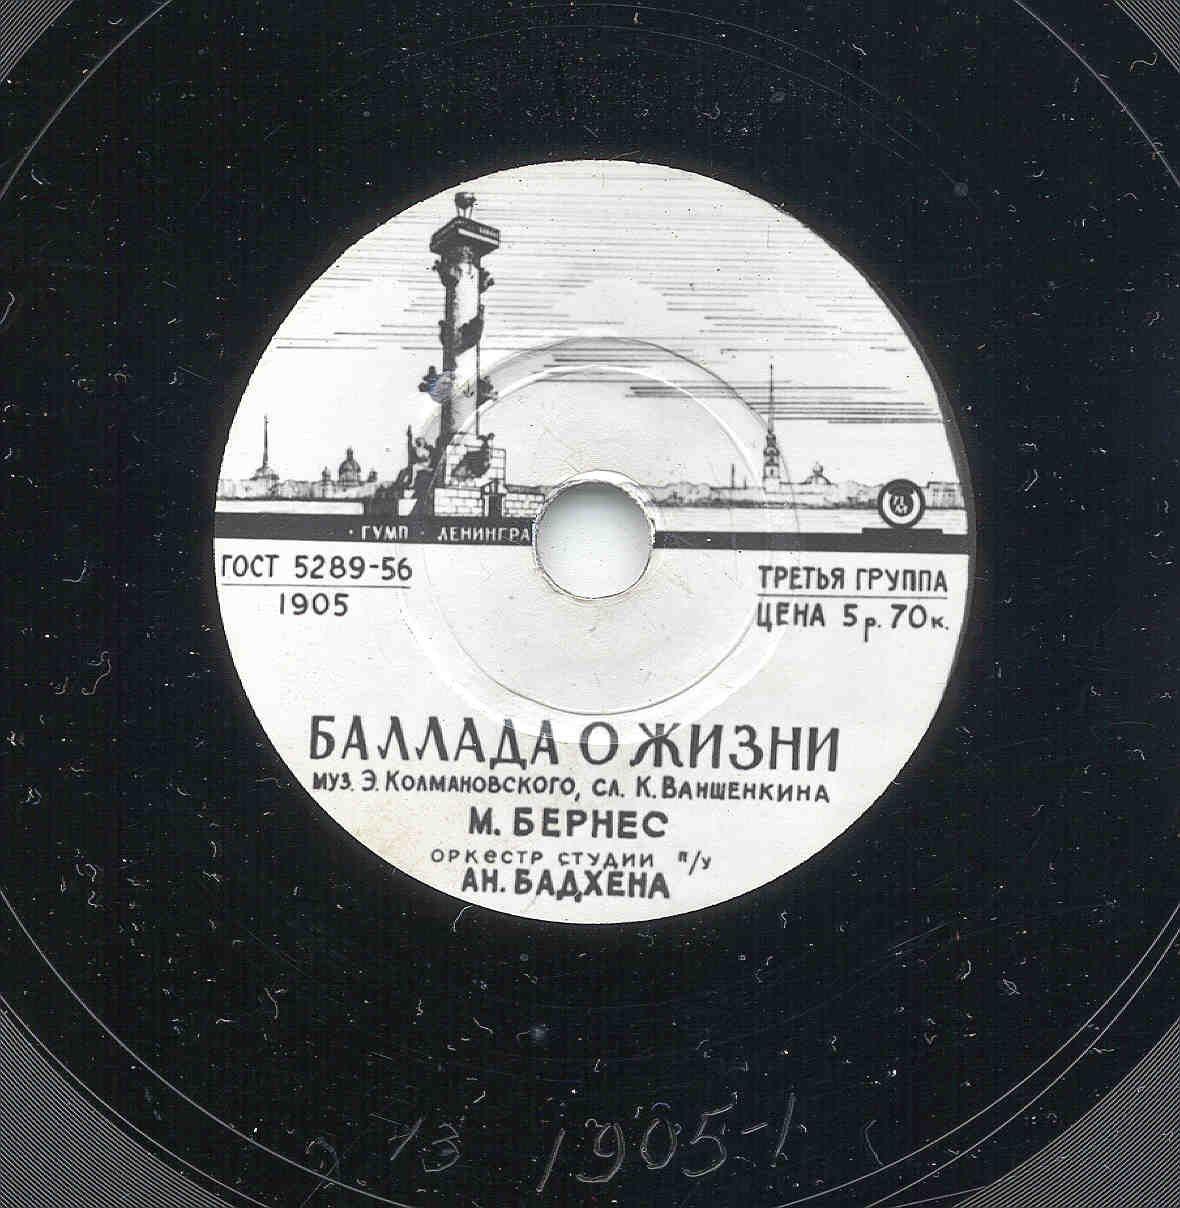 · ГУМП · ЛЕНИНГРА
ГОСТ 5289-56
1905
ТРЕТЬЯ ГРУППА
ЦЕНА 5 р. 70 к.
БАЛЛАДА О ЖИЗНИ
муз. Э. Колмановского, сл. К. Ваншенкина
М. БЕРНЕС
оркестр студии п/у
АН. БАДХЕНА
1905-1